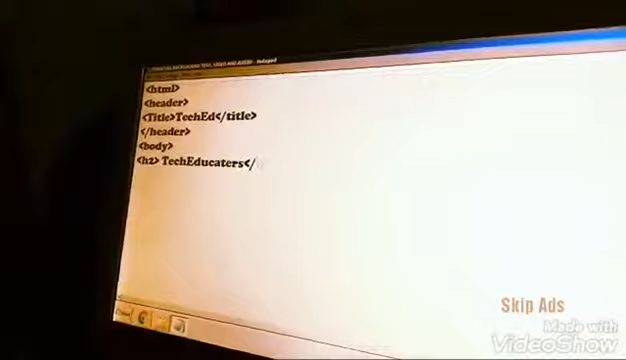 <html>
<header>
<Title>TechEd</title>
</header>
<body>
<h2> TechEducaters</
Skip Ads
Made with
VideoShow